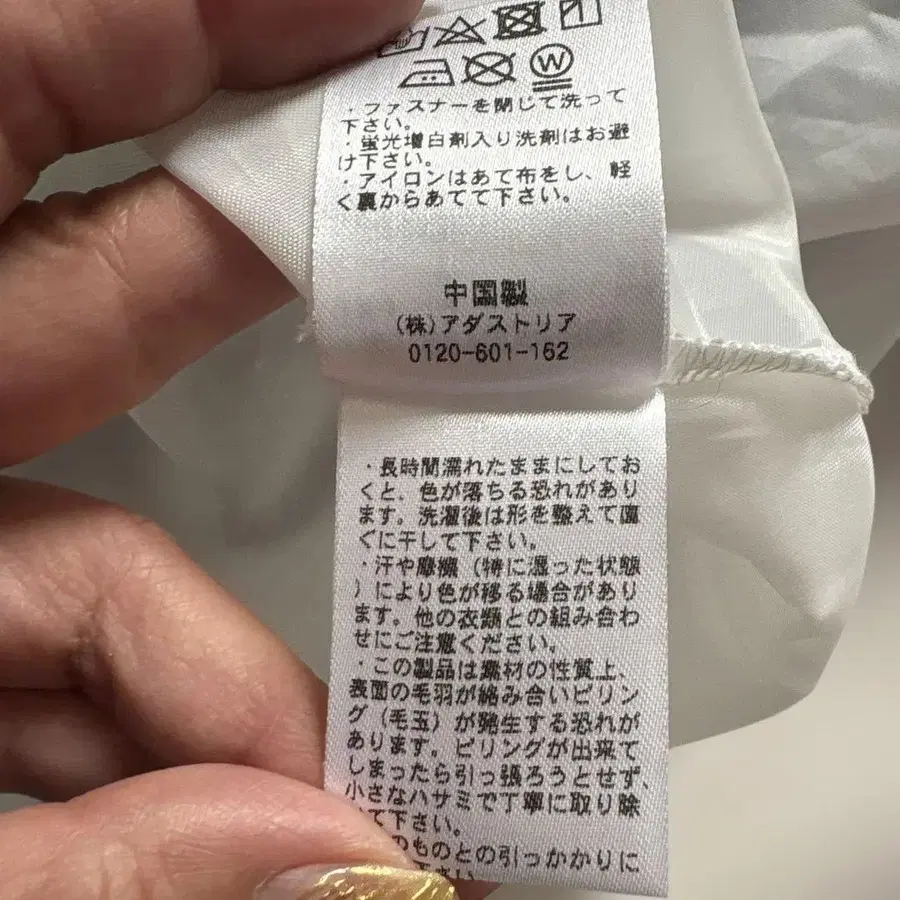 W
・ファスナーを閉じて洗って
下さい。
・蛍光増白剤入り洗剤はお避
け下さい。
・アイロンはあて布をし、軽
く裏からあてて下さい。
中国製
(株)アダストリア
0120-601-162
・長時間濡れたままにしてお
くと、色が落ちる恐れがあり
ます。洗濯後は形を整えて直
ぐに干して下さい。
・汗や摩擦(特に湿った状態
)により色が移る場合があり
ます。他の衣類との組み合わ
せにご注意ください。
・この製品は素材の性質上、
表面の毛羽が絡み合いピリン
グ(毛玉)が発生する恐れが
あります。ピリングが出来て
しまったら引っ張ろうとせず、
小さなハサミで丁寧に取り除
いて下さい。
のものとの引っかかりに
下さい。